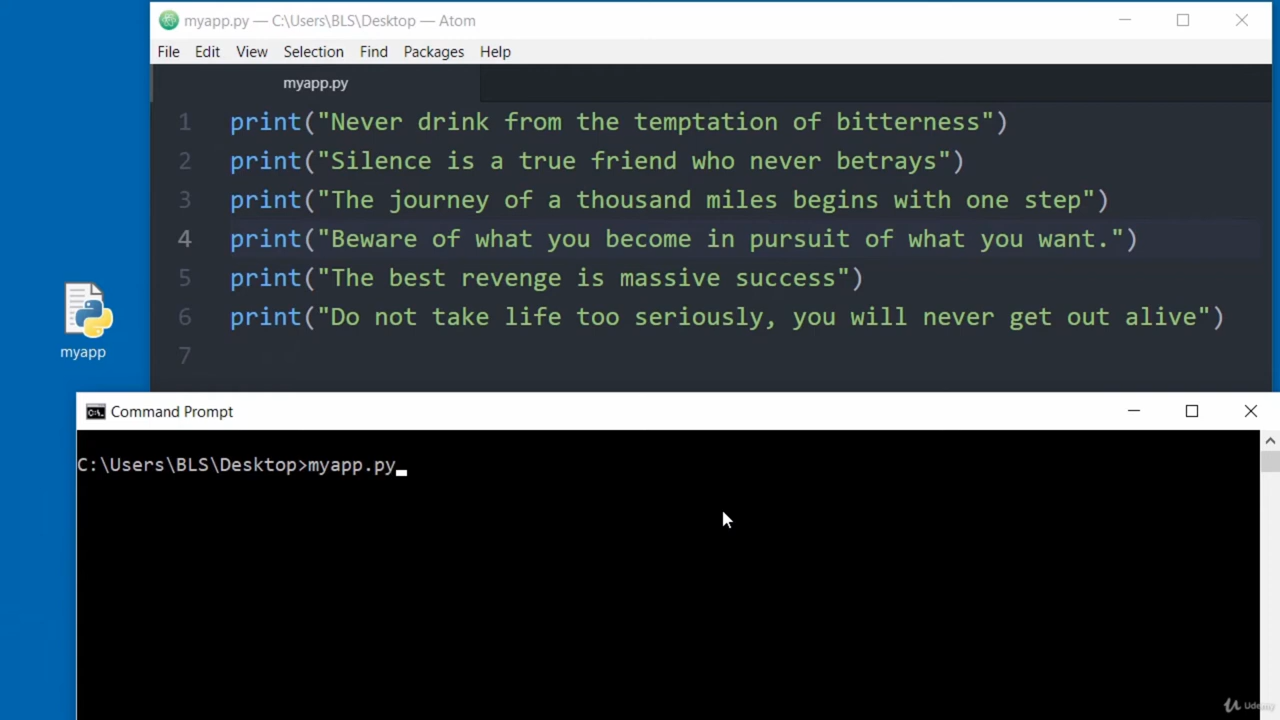 myapp.py — C:\Users\BLS\Desktop — Atom
File Edit View Selection Find Packages Help
myapp.py
1 print("Never drink from the temptation of bitterness")
2 print("Silence is a true friend who never betrays")
3 print("The journey of a thousand miles begins with one step")
4 print("Beware of what you become in pursuit of what you want.")
5 print("The best revenge is massive success")
6 print("Do not take life too seriously, you will never get out alive")
7
myapp
Command Prompt
C:\Users\BLS\Desktop>myapp.py
Udemy